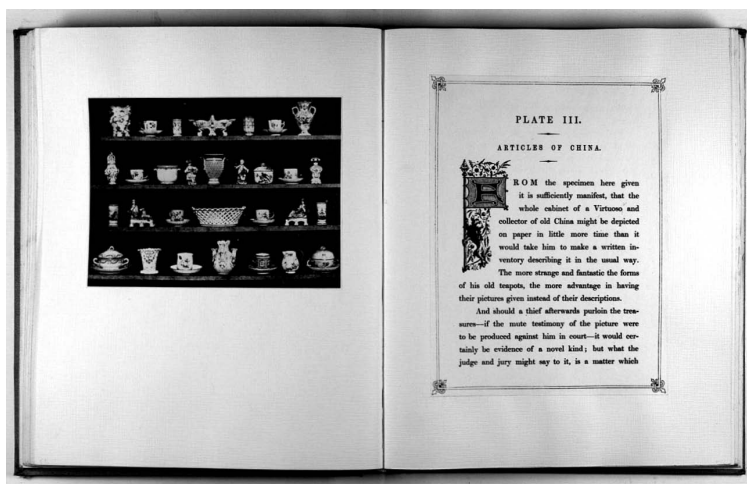 PLATE III.
ARTICLES OF CHINA.
FROM the specimen here given
it is sufficiently manifest, that the
whole cabinet of a Virtuoso and
collector of old China might be depicted
on paper in little more time than it
would take him to make a written in-
ventory describing it in the usual way.
The more strange and fantastic the forms
of his old teapots, the more advantage in having
their pictures given instead of their descriptions.
And should a thief afterwards purloin the trea-
sures—if the mute testimony of the picture were
to be produced against him in court—it would cer-
tainly be evidence of a novel kind; but what the
judge and jury might say to it, is a matter which